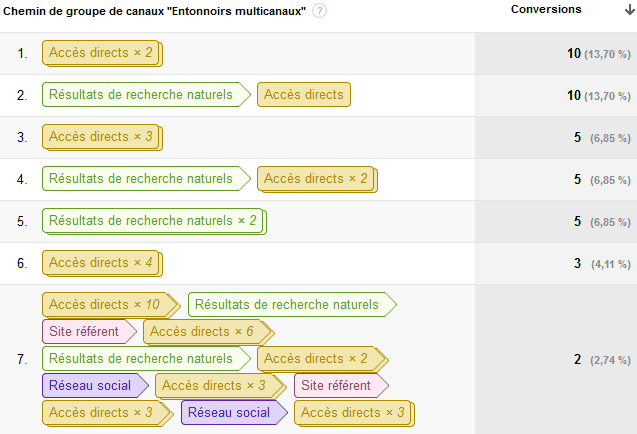 Chemin de groupe de canaux "Entonnoirs multicanaux" ? Conversions ↓
1. Accès directs × 2 10 (13,70 %)
2. Résultats de recherche naturels Accès directs 10 (13,70 %)
3. Accès directs × 3 5 (6,85 %)
4. Résultats de recherche naturels Accès directs × 2 5 (6,85 %)
5. Résultats de recherche naturels × 2 5 (6,85 %)
6. Accès directs × 4 3 (4,11 %)
Accès directs × 10 Résultats de recherche naturels
Site référent Accès directs × 6
7. Résultats de recherche naturels Accès directs × 2 2 (2,74 %)
Réseau social Accès directs × 3 Site référent
Accès directs × 3 Réseau social Accès directs × 3